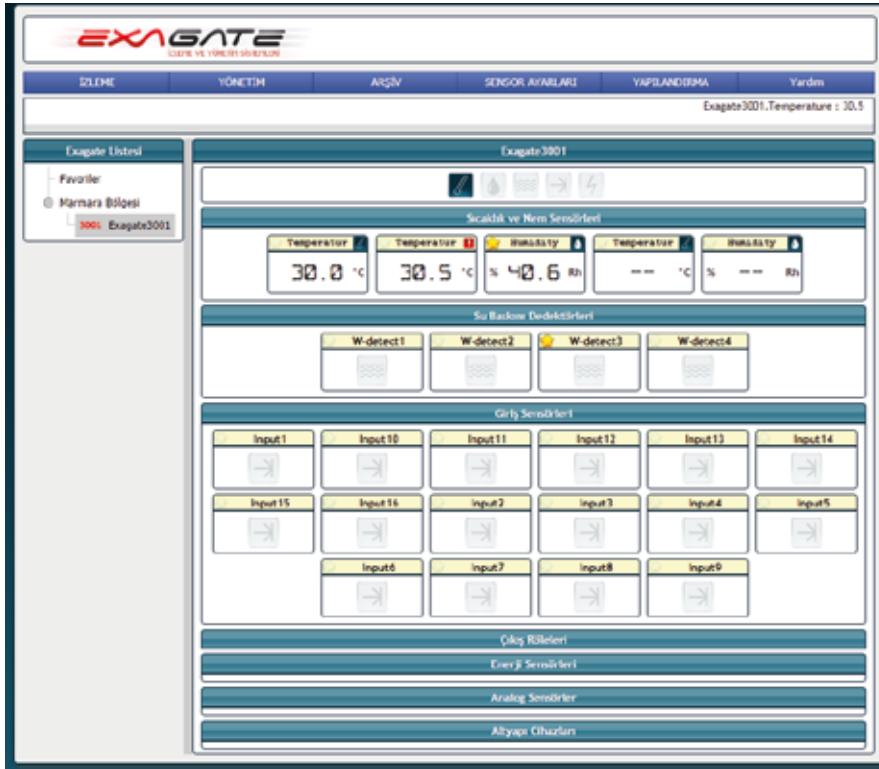 EXAGATE
İZLEME VE YÖNETİM SİSTEMLERİ
İZLEME YÖNETİM ARŞİV SENSOR AYARLARI YAPILANDIRMA Yardım
Exagate3001.Temperature : 30.5
Exagate Listesi
Favoriler
Marmara Bölgesi
3001 Exagate3001
Exagate3001
Sıcaklık ve Nem Sensörleri
Temperatur Temperatur Humidity Temperatur Humidity
30.0 °C 30.5 °C % 40.6 Rh -- °C % -- Rh
Su Baskını Dedektörleri
W-detect1 W-detect2 W-detect3 W-detect4
Giriş Sensörleri
Input1 Input10 Input11 Input12 Input13 Input14
Input15 Input16 Input2 Input3 Input4 Input5
Input6 Input7 Input8 Input9
Çıkış Röleleri
Enerji Sensörleri
Analog Sensörler
Altyapı Cihazları